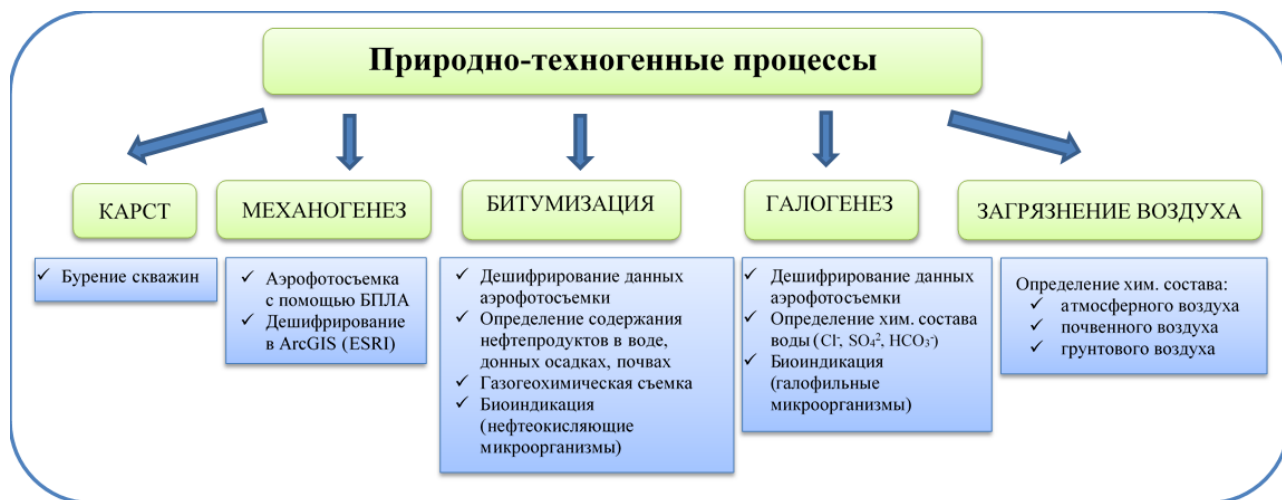 Природно-техногенные процессы
КАРСТ
МЕХАНОГЕНЕЗ
БИТУМИЗАЦИЯ
ГАЛОГЕНЕЗ
ЗАГРЯЗНЕНИЕ ВОЗДУХА
✓ Бурение скважин
✓ Аэрофотосъемка
с помощью БПЛА
✓ Дешифрирование
в ArcGIS (ESRI)
✓ Дешифрирование данных
аэрофотосъемки
✓ Определение содержания
нефтепродуктов в воде,
донных осадках, почвах
✓ Газогеохимическая съемка
✓ Биоиндикация
(нефтеокисляющие
микроорганизмы)
✓ Дешифрирование данных
аэрофотосъемки
✓ Определение хим. состава
воды (Cl⁻, SO₄², HCO₃⁻)
✓ Биоиндикация
(галофильные
микроорганизмы)
Определение хим. состава:
✓ атмосферного воздуха
✓ почвенного воздуха
✓ грунтового воздуха